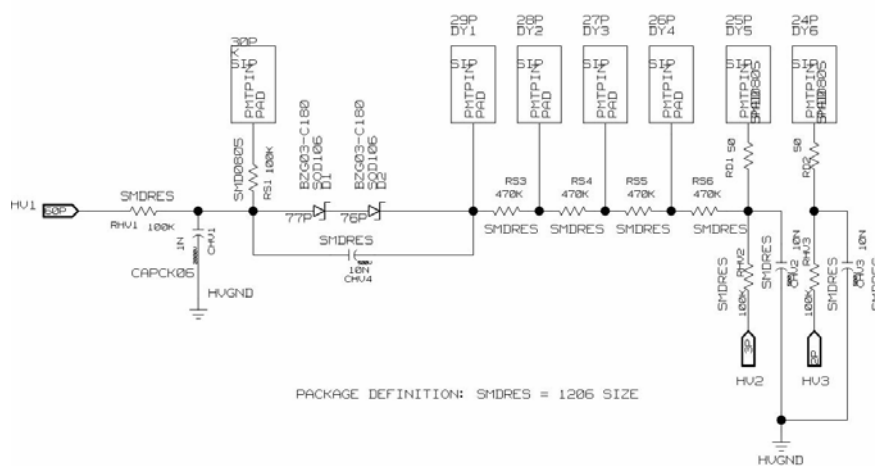 30P
K
SIP
PMTPIN
PAD
29P
DY1
SIP
PMTPIN
PAD
28P
DY2
SIP
PMTPIN
PAD
27P
DY3
SIP
PMTPIN
PAD
26P
DY4
SIP
PMTPIN
PAD
25P
DY5
SIP
PMTPIN
PAD
SMD0805
24P
DY6
SIP
PMTPIN
PAD
SMD0805
SMD0805
RS1 100K
BZG03-C180
SOD106
D1
BZG03-C180
SOD106
D2
RD1 50
RD2
50
HV1
60P
SMDRES
RHV1
100K
77P
76P
RS3
470K
SMDRES
RS4
470K
SMDRES
RS5
470K
SMDRES
RS6
470K
SMDRES
1N
CHV1
CAPCK06
HVGND
SMDRES
10N
CHV4
SMDRES
RHV2
100K
SMDRES
10N
CHV2
SMDRES
RHV3
100K
SMDRES
10N
CHV3
3P
HV2
HV3
PACKAGE DEFINITION: SMDRES = 1206 SIZE
HVGND